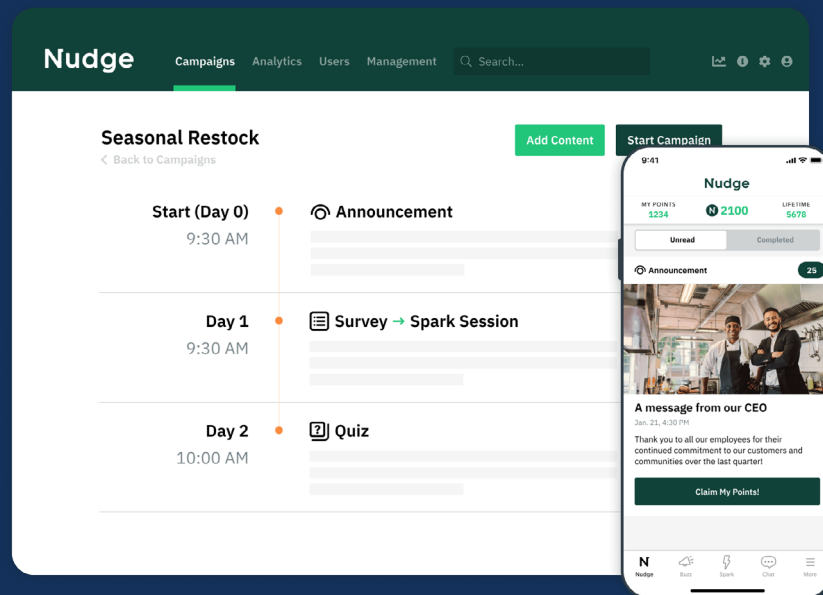 Nudge
Campaigns Analytics Users Management Search...
Seasonal Restock
Back to Campaigns
Add Content
Start Campaign
Start (Day 0)
9:30 AM
Announcement
Day 1
9:30 AM
Survey → Spark Session
Day 2
10:00 AM
Quiz
9:41
Nudge
MY POINTS
1234
N 2100
LIFETIME
5678
Unread
Completed
Announcement
25
A message from our CEO
Jan. 21, 4:30 PM
Thank you to all our employees for their
continued commitment to our customers and
communities over the last quarter!
Claim My Points!
N
Nudge
Buzz
Spark
Chat
More